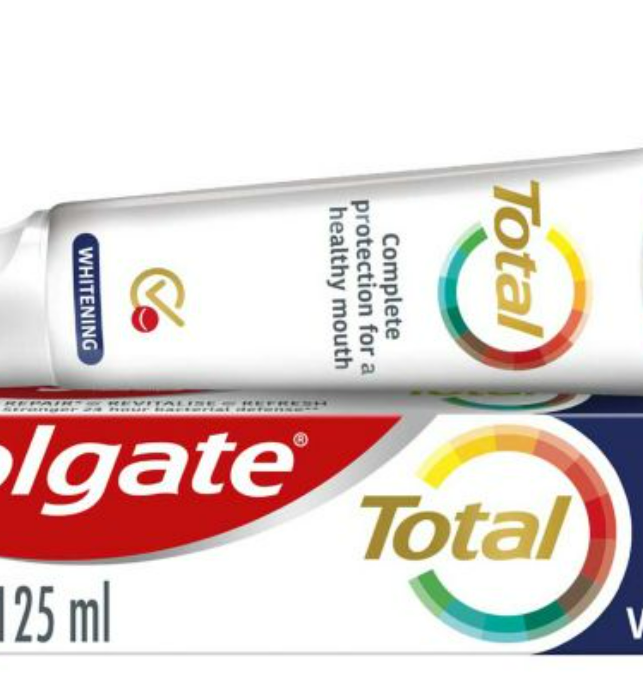 Total
Complete
protection for a
healthy mouth
WHITENING
REPAIR* REVITALISE REFRESH
Stronger 24 hour bacterial defense**
Total
olgate®
Total
125 ml